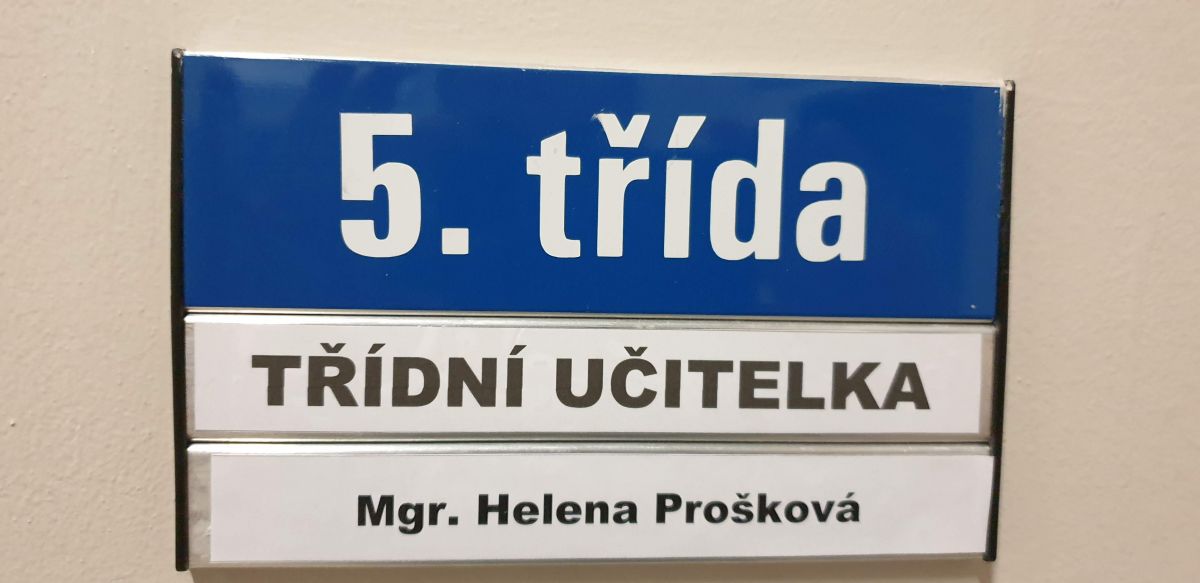 5. třída
TŘÍDNÍ UČITELKA
Mgr. Helena Prošková